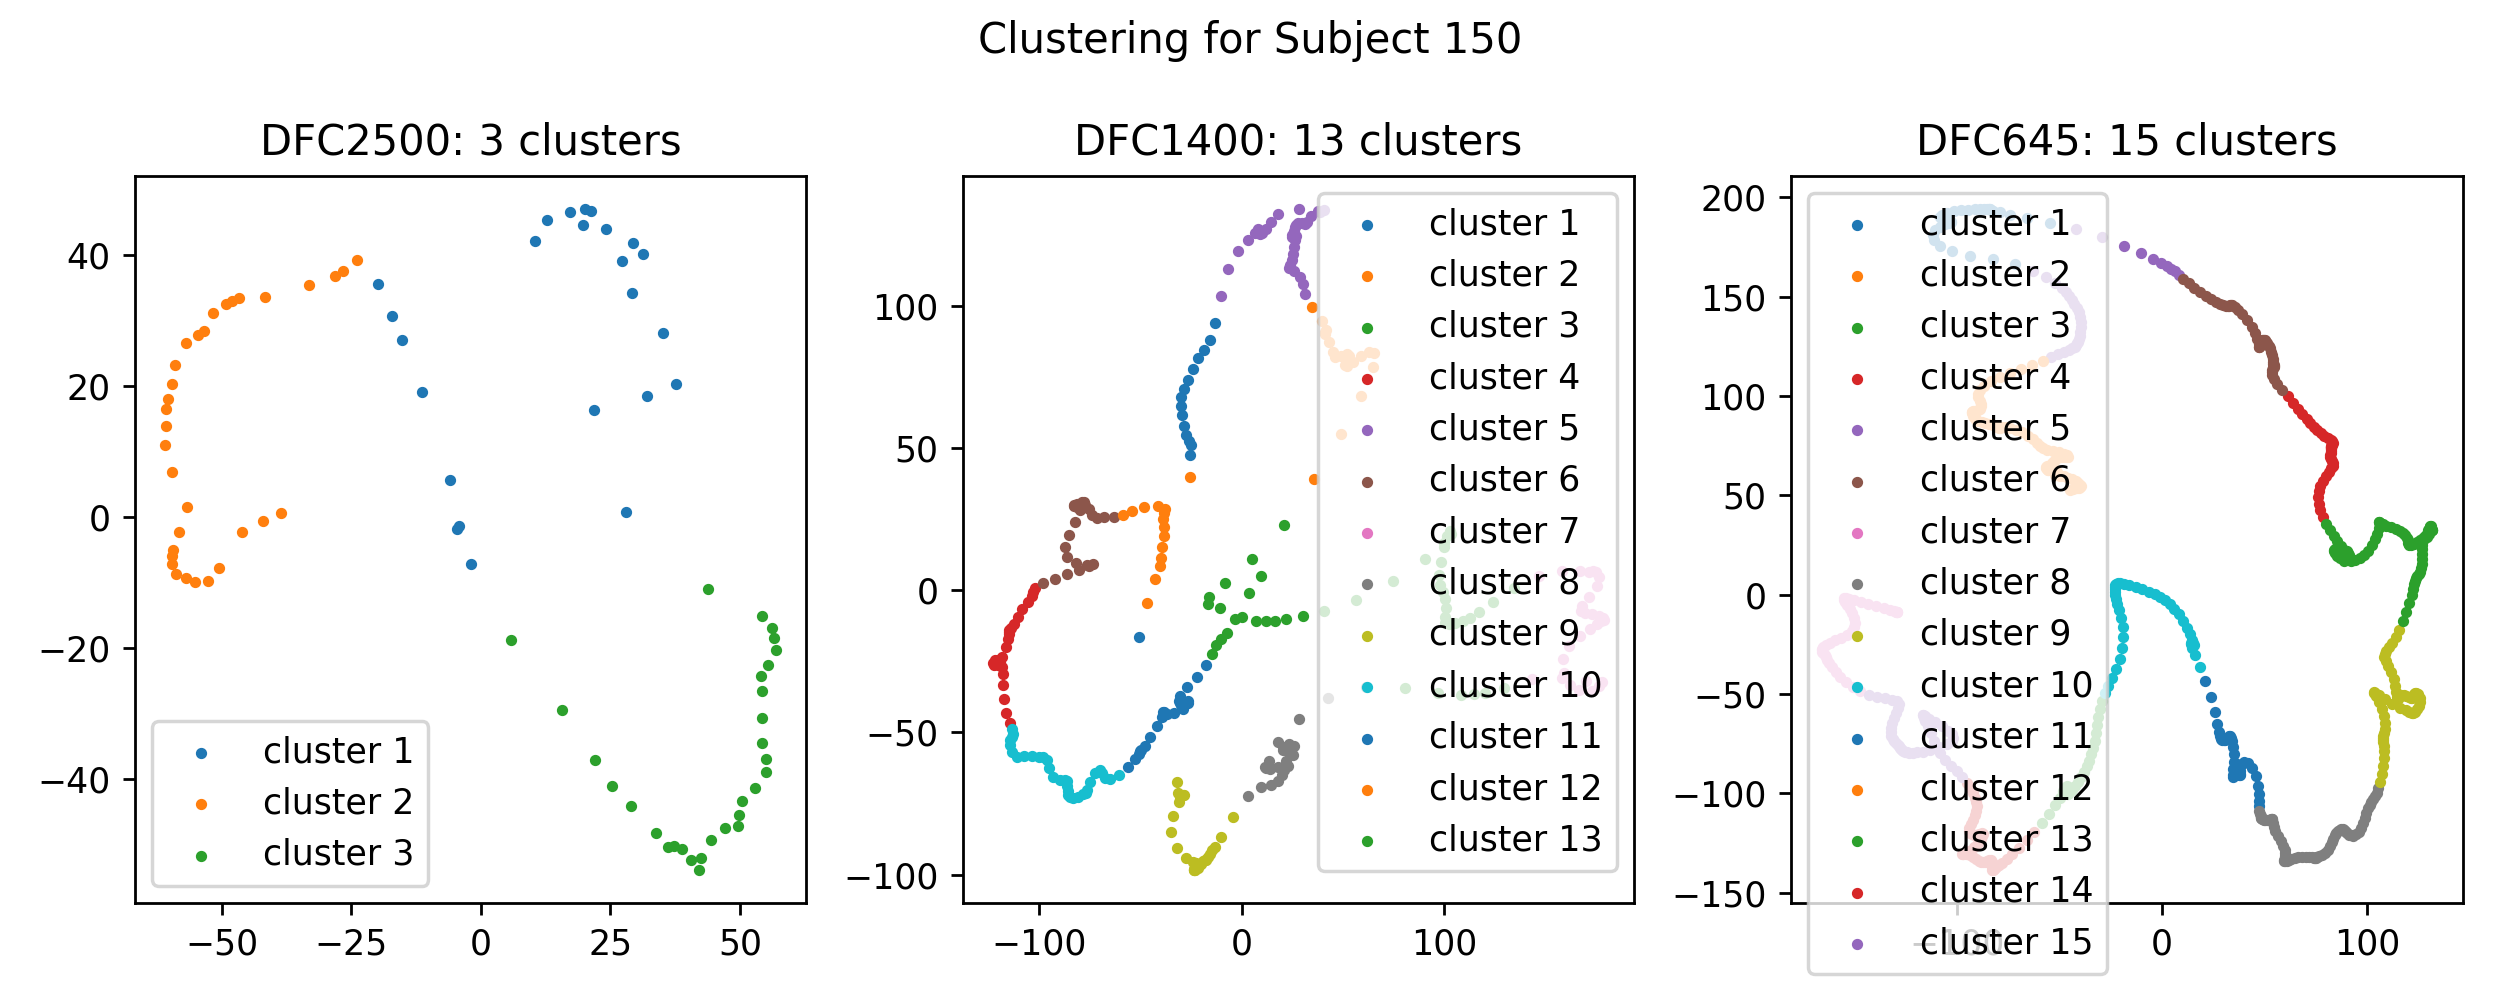 Clustering for Subject 150
DFC2500: 3 clusters
40
20
0
−20
−40
−50
−25
0
25
50
cluster 1
cluster 2
cluster 3
DFC1400: 13 clusters
100
50
0
−50
−100
−100
0
100
cluster 1
cluster 2
cluster 3
cluster 4
cluster 5
cluster 6
cluster 7
cluster 8
cluster 9
cluster 10
cluster 11
cluster 12
cluster 13
DFC645: 15 clusters
200
150
100
50
0
−50
−100
−150
−100
0
100
cluster 1
cluster 2
cluster 3
cluster 4
cluster 5
cluster 6
cluster 7
cluster 8
cluster 9
cluster 10
cluster 11
cluster 12
cluster 13
cluster 14
cluster 15